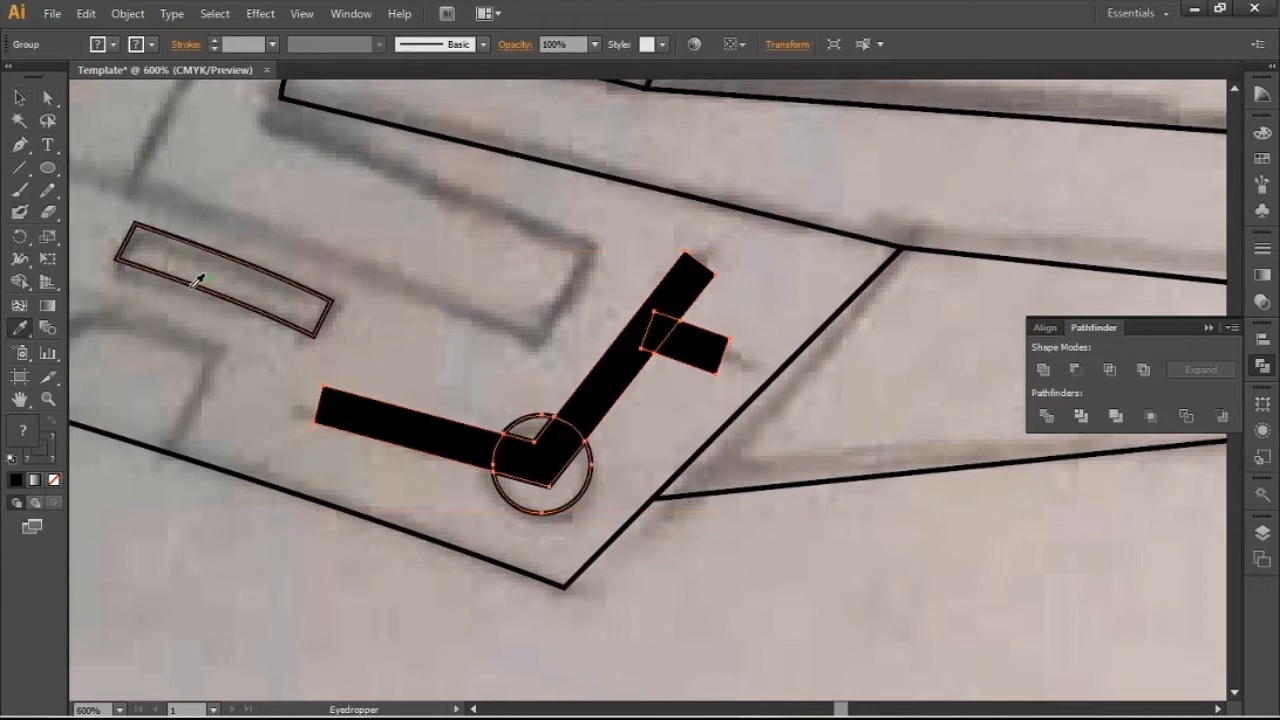 Ai File Edit Object Type Select Effect View Window Help Br Essentials
Group ? ? Stroke: Basic Opacity: 100% Style: Transform
Template* @ 600% (CMYK/Preview) ×
Align Pathfinder
Shape Modes:
Expand
Pathfinders:
?
?
?
600% 1 Eyedropper